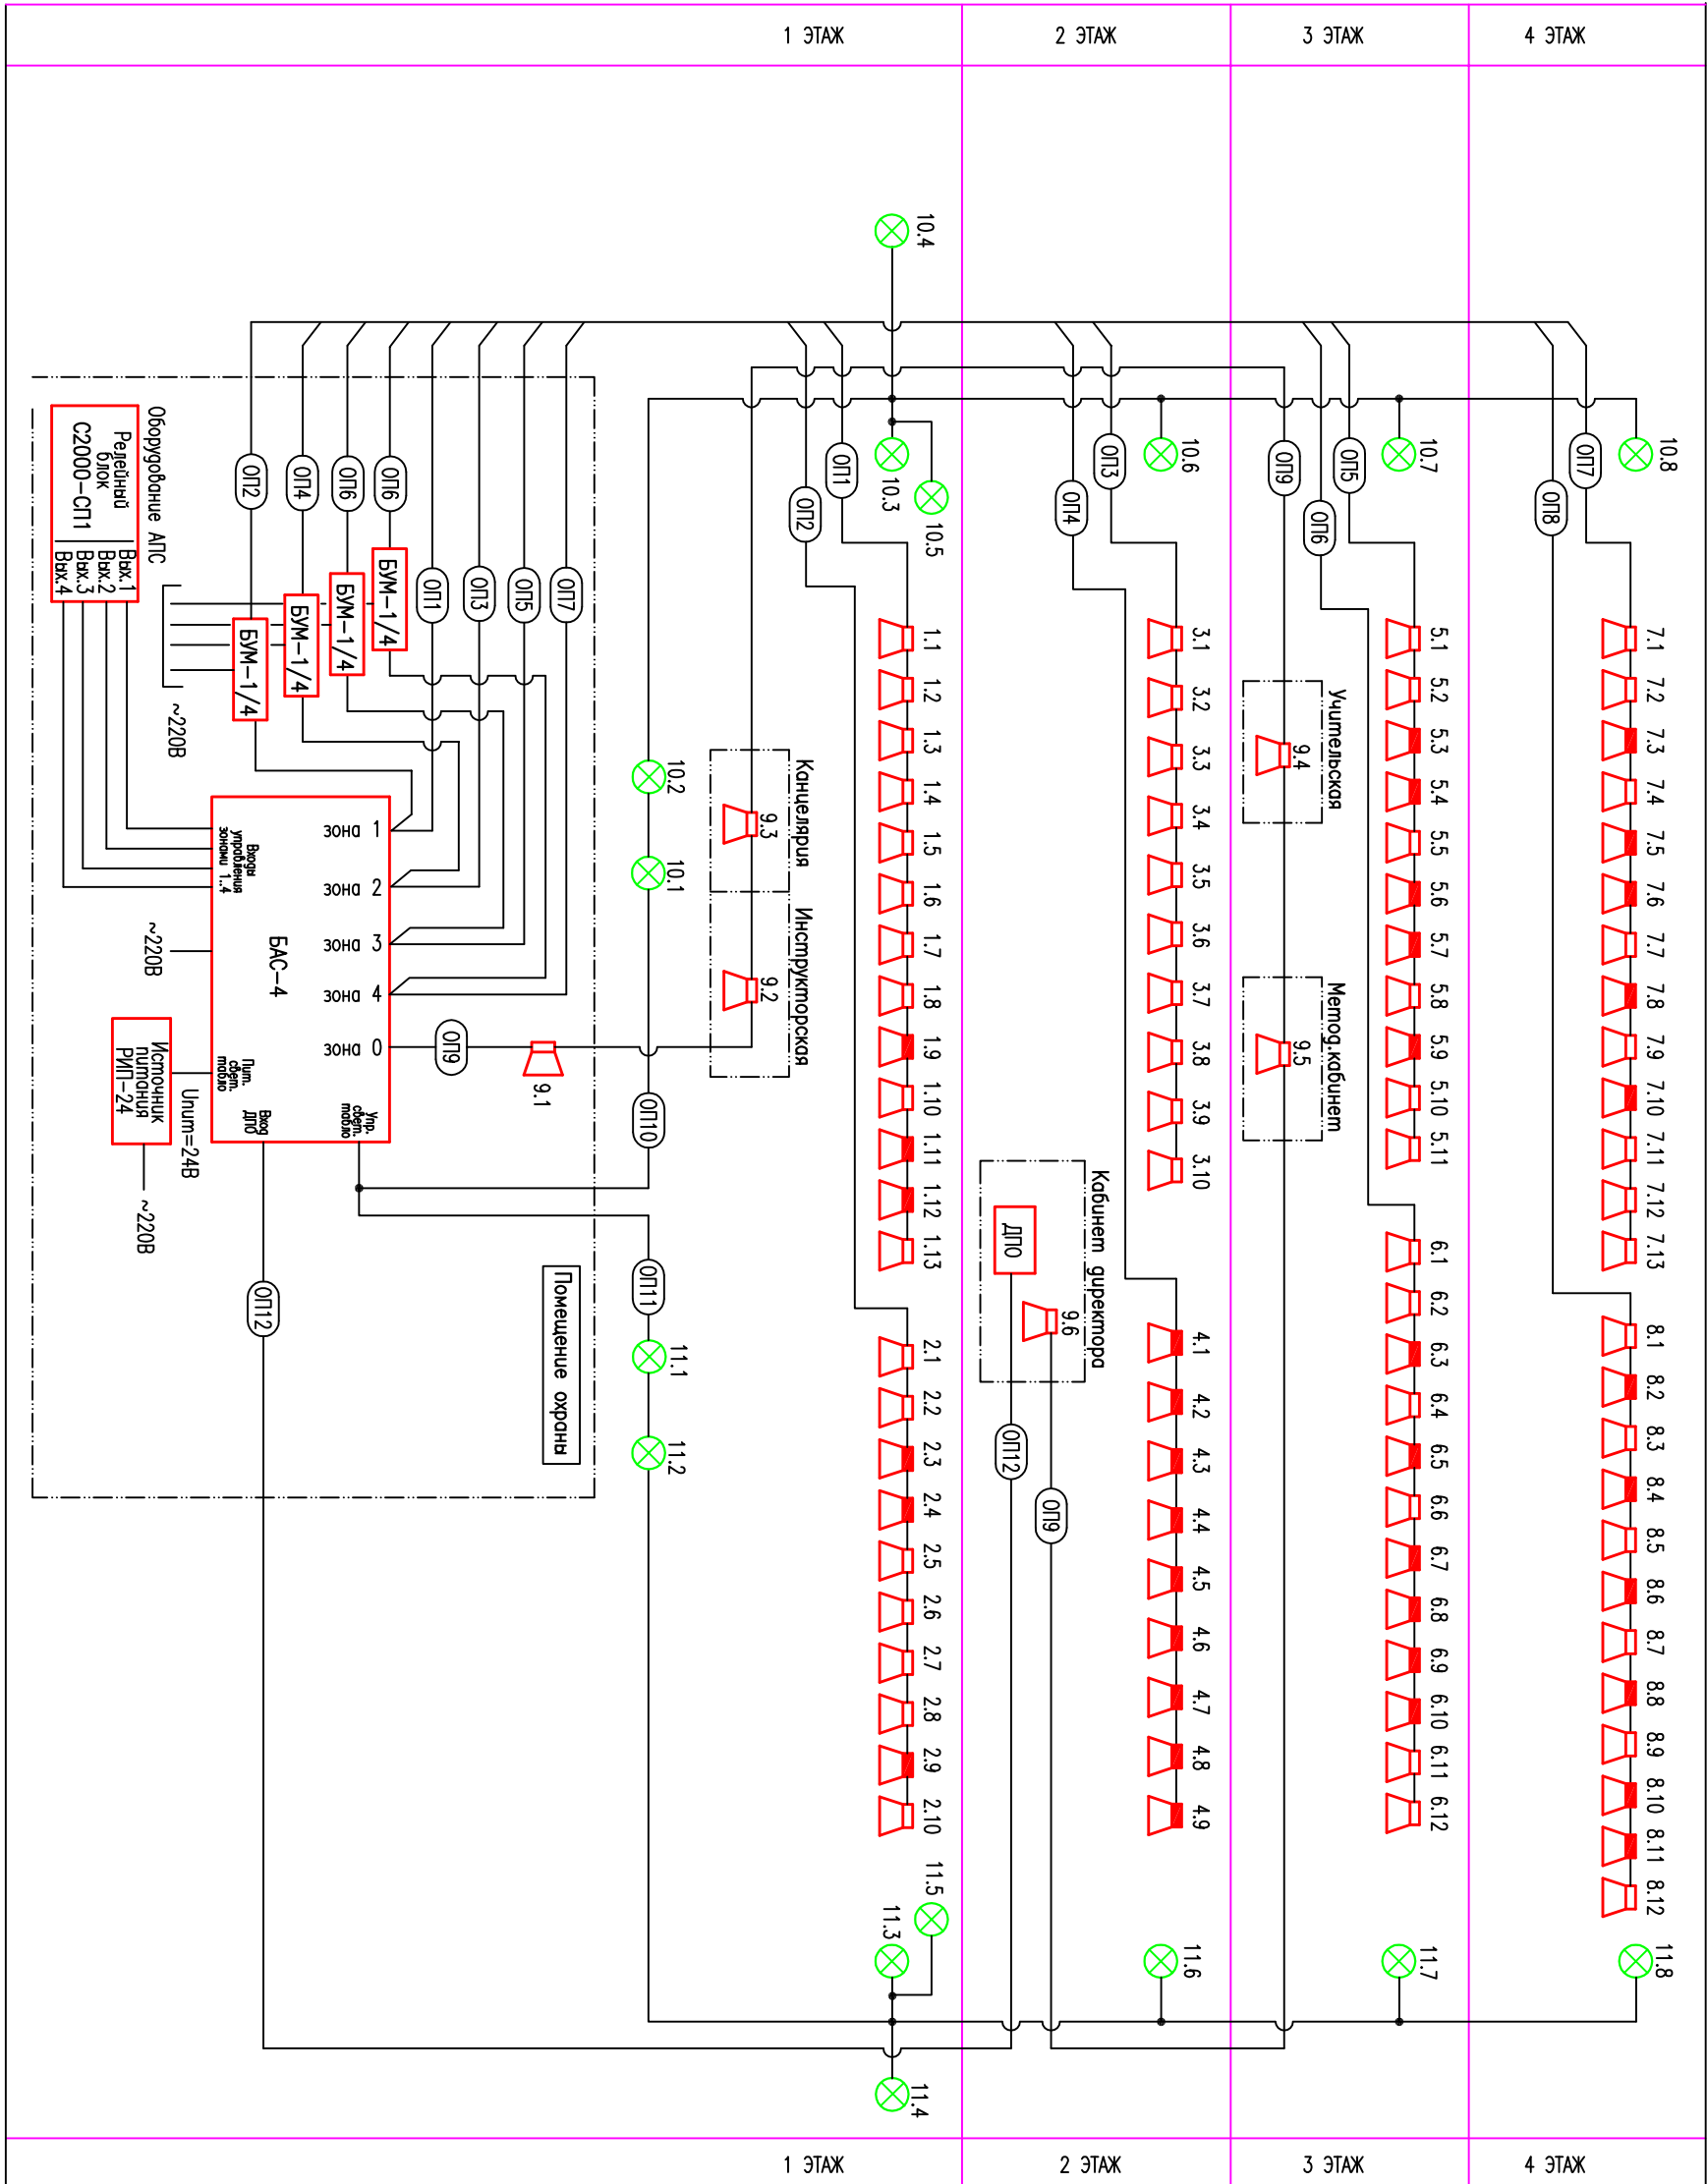 1 ЭТАЖ
2 ЭТАЖ
3 ЭТАЖ
4 ЭТАЖ
10.4
10.3
10.5
10.6
10.7
10.8
ОП1
ОП2
ОП3
ОП4
ОП5
ОП6
ОП7
ОП8
ОП9
7.1
7.2
7.3
7.4
7.5
7.6
7.7
7.8
7.9
7.10
7.11
7.12
7.13
8.1
8.2
8.3
8.4
8.5
8.6
8.7
8.8
8.9
8.10
8.11
8.12
11.8
5.1
5.2
5.3
5.4
5.5
5.6
5.7
5.8
5.9
5.10
5.11
6.1
6.2
6.3
6.4
6.5
6.6
6.7
6.8
6.9
6.10
6.11
6.12
11.7
Учительская
9.4
Метод.кабинет
9.5
3.1
3.2
3.3
3.4
3.5
3.6
3.7
3.8
3.9
3.10
4.1
4.2
4.3
4.4
4.5
4.6
4.7
4.8
4.9
11.6
Кабинет директора
ДПО
9.6
ОП12
ОП9
1.1
1.2
1.3
1.4
1.5
1.6
1.7
1.8
1.9
1.10
1.11
1.12
1.13
2.1
2.2
2.3
2.4
2.5
2.6
2.7
2.8
2.9
2.10
11.5
11.3
11.4
Канцелярия
9.3
Инструкторская
9.2
10.2
10.1
ОП10
ОП11
11.1
11.2
Помещение охраны
9.1
ОП9
ОП7
ОП5
ОП3
ОП1
ОП6
ОП6
ОП4
ОП2
БУМ-1/4
БУМ-1/4
БУМ-1/4
БУМ-1/4
~220В
Оборудование АПС
Релейный
блок
С2000-СП1
Вых.1
Вых.2
Вых.3
Вых.4
зона 1
зона 2
зона 3
зона 4
зона 0
БАС-4
Входы
управления
зонами 1..4
Пит.
свет.
табло
Вход
ДПО
Упр.
свет.
табло
~220В
Uпит=24В
Источник
питания
РИП-24
~220В
ОП12
1 ЭТАЖ
2 ЭТАЖ
3 ЭТАЖ
4 ЭТАЖ